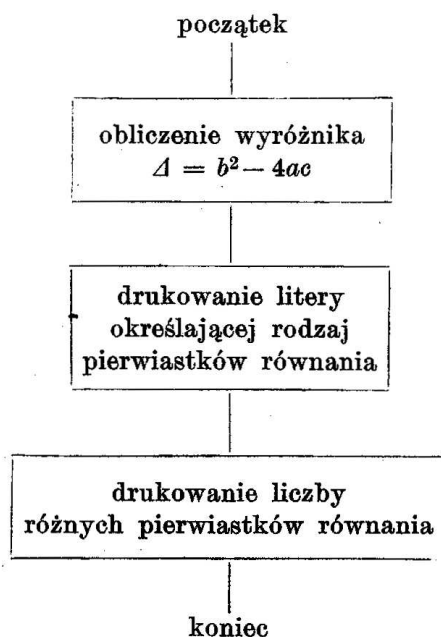 początek
obliczenie wyróżnika
Δ = b² — 4ac
drukowanie litery
określającej rodzaj
pierwiastków równania
drukowanie liczby
różnych pierwiastków równania
koniec